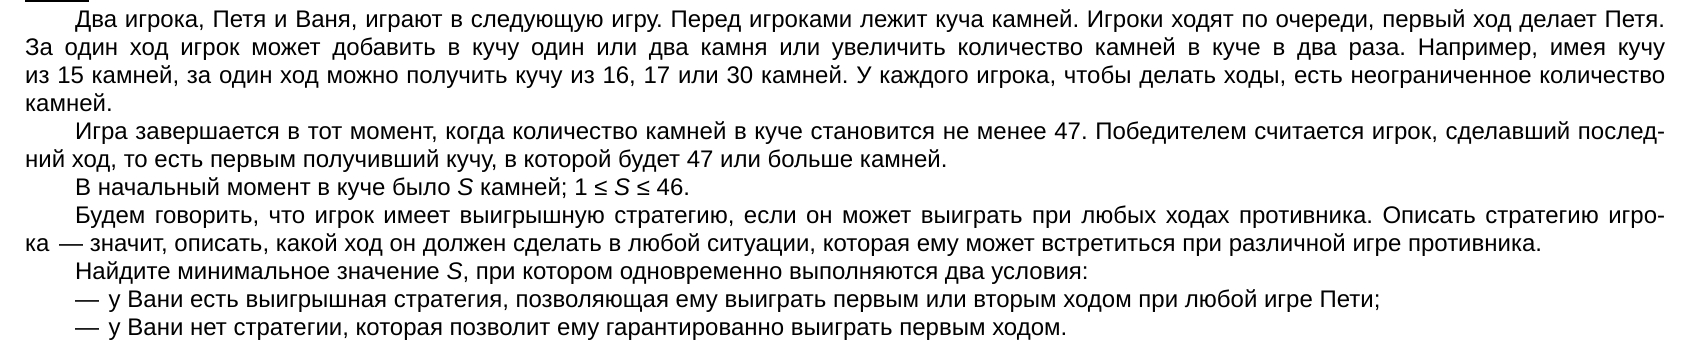 Два игрока, Петя и Ваня, играют в следующую игру. Перед игроками лежит куча камней. Игроки ходят по очереди, первый ход делает Петя.
За один ход игрок может добавить в кучу один или два камня или увеличить количество камней в куче в два раза. Например, имея кучу
из 15 камней, за один ход можно получить кучу из 16, 17 или 30 камней. У каждого игрока, чтобы делать ходы, есть неограниченное количество
камней.
Игра завершается в тот момент, когда количество камней в куче становится не менее 47. Победителем считается игрок, сделавший послед-
ний ход, то есть первым получивший кучу, в которой будет 47 или больше камней.
В начальный момент в куче было S камней; 1 ≤ S ≤ 46.
Будем говорить, что игрок имеет выигрышную стратегию, если он может выиграть при любых ходах противника. Описать стратегию игро-
ка — значит, описать, какой ход он должен сделать в любой ситуации, которая ему может встретиться при различной игре противника.
Найдите минимальное значение S, при котором одновременно выполняются два условия:
— у Вани есть выигрышная стратегия, позволяющая ему выиграть первым или вторым ходом при любой игре Пети;
— у Вани нет стратегии, которая позволит ему гарантированно выиграть первым ходом.